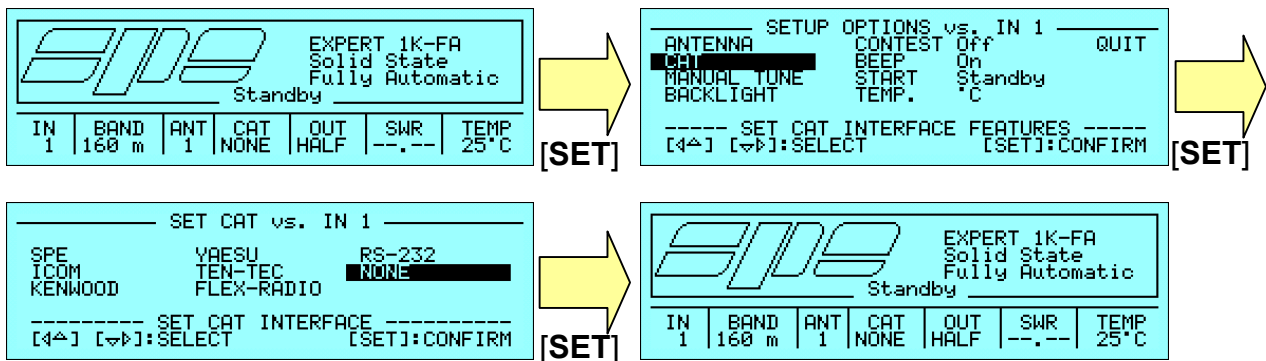 spe
EXPERT 1K-FA
Solid State
Fully Automatic
Standby
IN BAND ANT CAT OUT SWR TEMP
1 160 m 1 NONE HALF --.-- 25°C
[SET]
SETUP OPTIONS vs. IN 1
ANTENNA CONTEST Off QUIT
CAT BEEP On
MANUAL TUNE START Standby
BACKLIGHT TEMP. °C
----- SET CAT INTERFACE FEATURES -----
[◁△] [▽▷]:SELECT [SET]:CONFIRM
[SET]
SET CAT vs. IN 1
SPE YAESU RS-232
ICOM TEN-TEC NONE
KENWOOD FLEX-RADIO
--------- SET CAT INTERFACE ----------
[◁△] [▽▷]:SELECT [SET]:CONFIRM
[SET]
spe
EXPERT 1K-FA
Solid State
Fully Automatic
Standby
IN BAND ANT CAT OUT SWR TEMP
1 160 m 1 NONE HALF --.-- 25°C